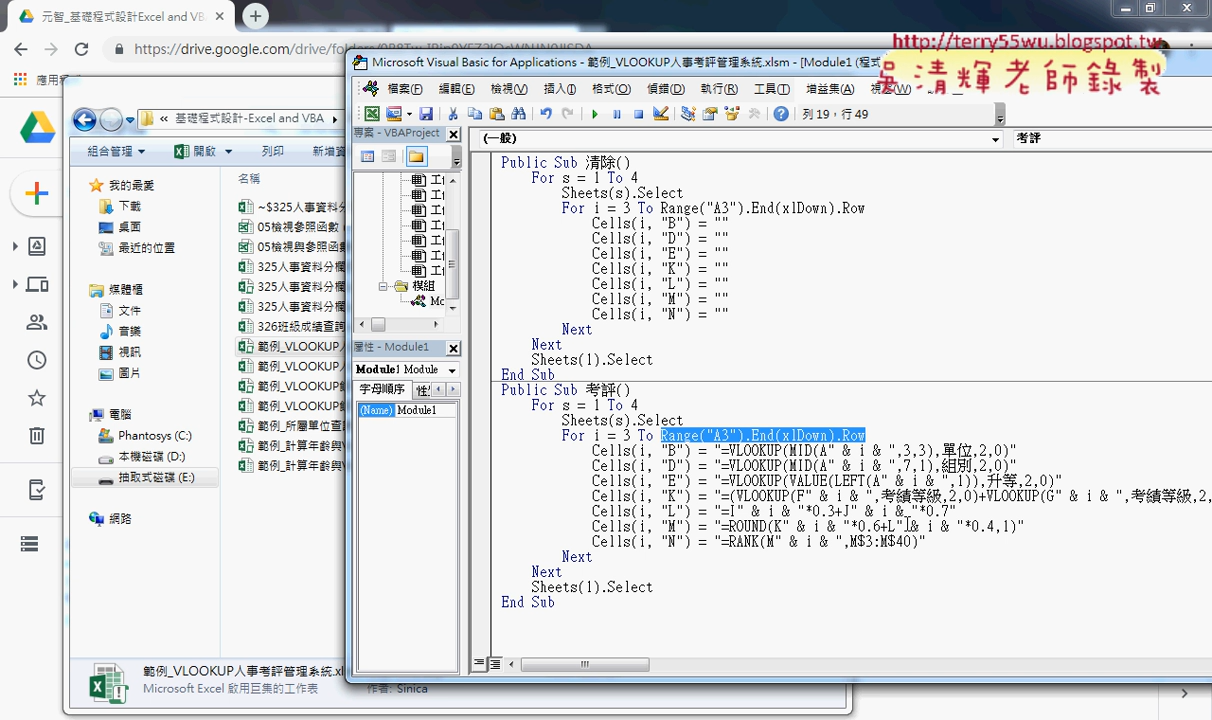 元智_基礎程式設計Excel and VB
https://drive.google.com/drive/folders/0B8Tw
http://terry55wu.blogspot.tw
吳清輝老師錄製
Microsoft Visual Basic for Applications - 範例_VLOOKUP人事考評管理系統.xlsm - [Module1 (程式
檔案(F) 編輯(E) 檢視(V) 插入(I) 格式(O) 偵錯(D) 執行(R) 工具(T) 增益集(A)
列 19，行 49
基礎程式設計-Excel and VBA
組合管理 開啟 列印 新增資
我的最愛
下載
桌面
最近的位置
媒體櫃
文件
音樂
視訊
圖片
電腦
Phantosys (C:)
本機磁碟 (D:)
抽取式磁碟 (E:)
網路
名稱
~$325人事資料分
05檢視參照函數
05檢視與參照函數
325人事資料分欄
325人事資料分欄
325人事資料分欄
326班級成績查詢
範例_VLOOKUP人
範例_VLOOKUP人
範例_VLOOKUP
範例_VLOOKUP
範例_所屬單位查
範例_計算年齡與
範例_計算年齡與
範例_VLOOKUP人事考評管理系統.xl
Microsoft Excel 啟用巨集的工作表
作者: Sinica
專案 - VBAProject
模組
屬性 - Module1
Module1 Module
字母順序 性
(Name) Module1
(一般) 考評
Public Sub 清除()
For s = 1 To 4
Sheets(s).Select
For i = 3 To Range("A3").End(xlDown).Row
Cells(i, "B") = ""
Cells(i, "D") = ""
Cells(i, "E") = ""
Cells(i, "K") = ""
Cells(i, "L") = ""
Cells(i, "M") = ""
Cells(i, "N") = ""
Next
Next
Sheets(1).Select
End Sub
Public Sub 考評()
For s = 1 To 4
Sheets(s).Select
For i = 3 To Range("A3").End(xlDown).Row
Cells(i, "B") = "=VLOOKUP(MID(A" & i & ",3,3),單位,2,0)"
Cells(i, "D") = "=VLOOKUP(MID(A" & i & ",7,1),組別,2,0)"
Cells(i, "E") = "=VLOOKUP(VALUE(LEFT(A" & i & ",1)),升等,2,0)"
Cells(i, "K") = "=(VLOOKUP(F" & i & ",考績等級,2,0)+VLOOKUP(G" & i & ",考績等級,2
Cells(i, "L") = "=I" & i & "*0.3+J" & i & "*0.7"
Cells(i, "M") = "=ROUND(K" & i & "*0.6+L" & i & "*0.4,1)"
Cells(i, "N") = "=RANK(M" & i & ",M$3:M$40)"
Next
Next
Sheets(1).Select
End Sub